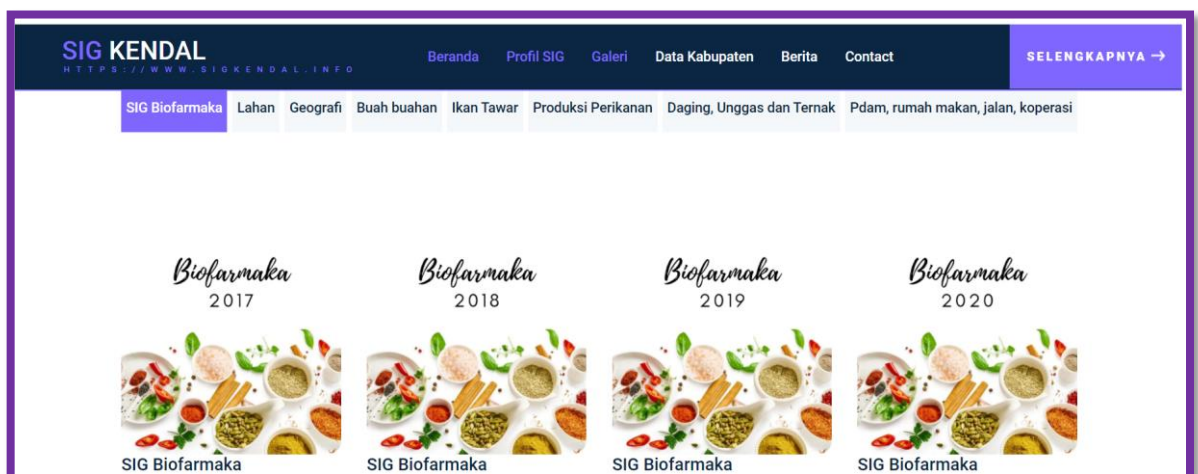 SIG KENDAL
HTTPS://WWW.SIGKENDAL.INFO
Beranda Profil SIG Galeri Data Kabupaten Berita Contact
SELENGKAPNYA →
SIG Biofarmaka Lahan Geografi Buah buahan Ikan Tawar Produksi Perikanan Daging, Unggas dan Ternak Pdam, rumah makan, jalan, koperasi
Biofarmaka Biofarmaka Biofarmaka Biofarmaka
2017 2018 2019 2020
SIG Biofarmaka SIG Biofarmaka SIG Biofarmaka SIG Biofarmaka